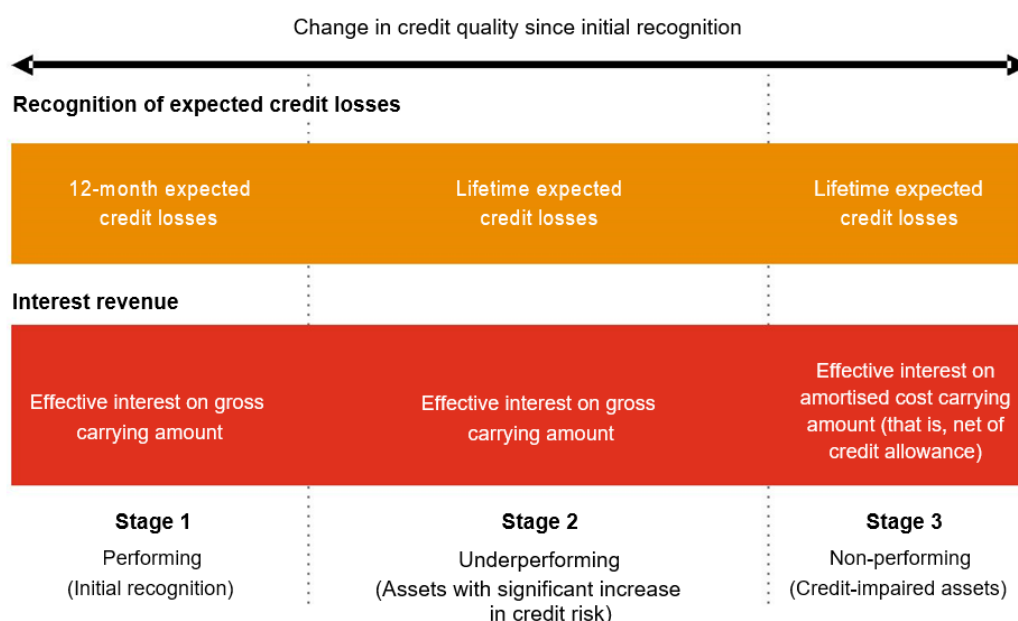 Change in credit quality since initial recognition
Recognition of expected credit losses
12-month expected
credit losses
Lifetime expected
credit losses
Lifetime expected
credit losses
Interest revenue
Effective interest on gross
carrying amount
Effective interest on gross
carrying amount
Effective interest on
amortised cost carrying
amount (that is, net of
credit allowance)
Stage 1
Performing
(Initial recognition)
Stage 2
Underperforming
(Assets with significant increase
in credit risk)
Stage 3
Non-performing
(Credit-impaired assets)